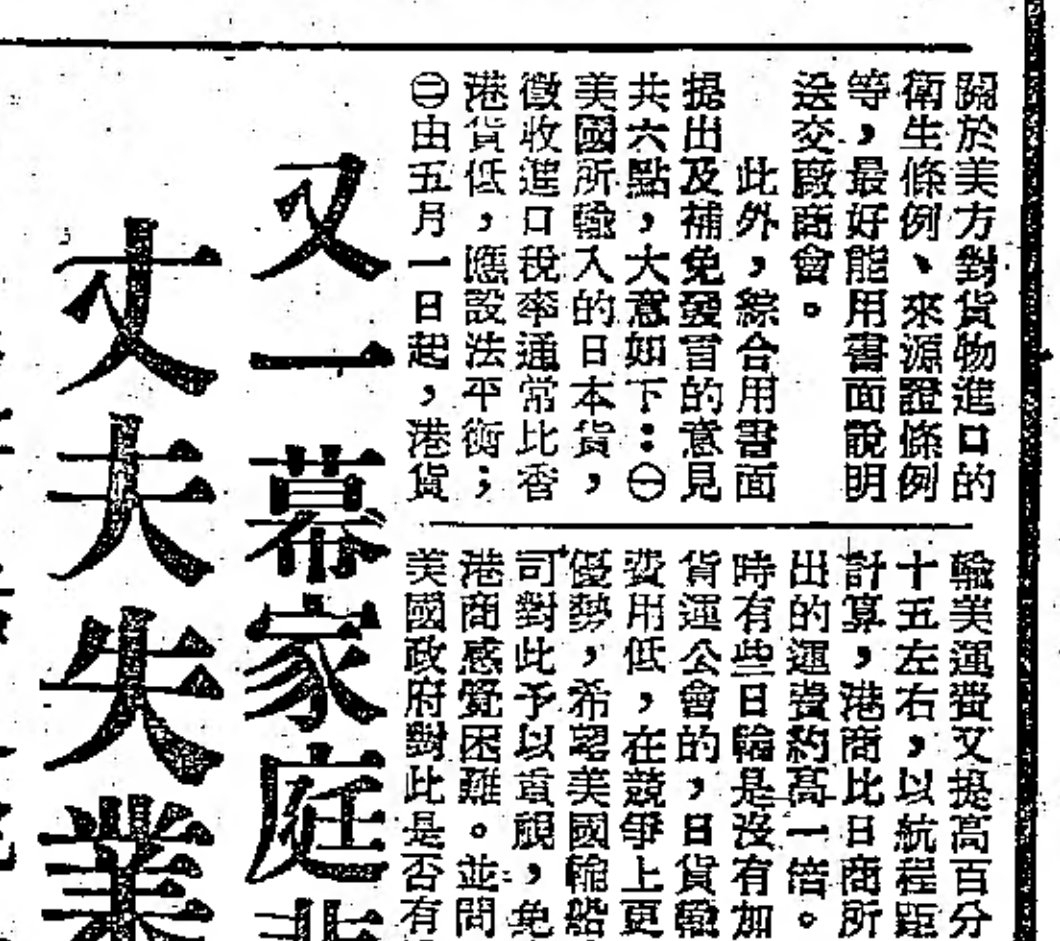 關於美方對貨物進口的
衛生條例、來源證條例
等，最好能用書面說明
送交廠商會。
此外，綜合用書面
提出及補免發言的意見
共六點，大意如下：㊀
美國所輸入的日本貨，
徵收進口稅率通常比香
港貨低，應設法平衡；
㊁由五月一日起，港貨
輸美運費又提高百分
十五左右，以航程距
計算，港商比日商所
出的運費約高一倍。
時有些日輪是沒有加
貨運公會的，日貨輸
費用低，在競爭上更
優勢，希望美國輪船
司對此予以重視，免
港商感覺困難。並問
美國政府對此是否有
又一幕家庭
丈夫失業